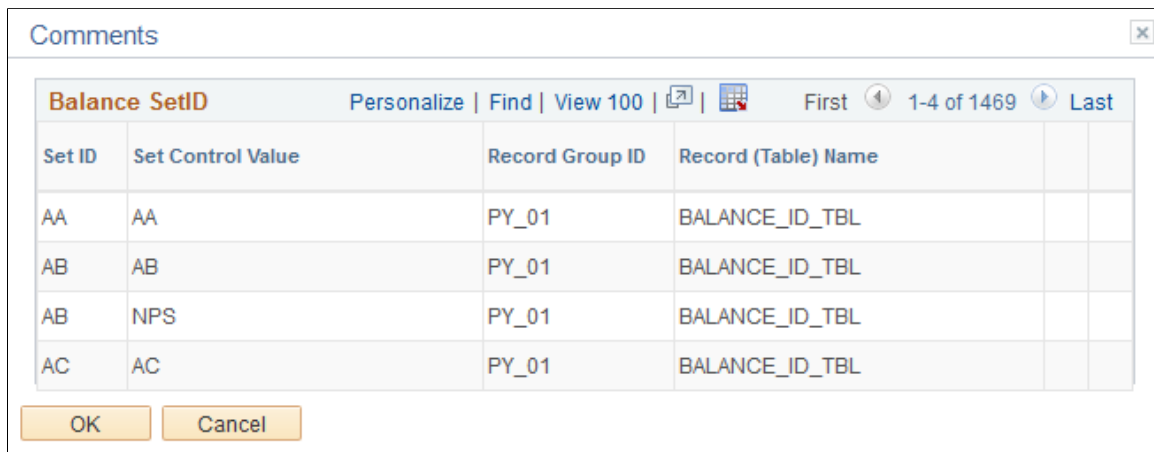 Comments
Balance SetID Personalize | Find | View 100 | | First 1-4 of 1469 Last
Set ID Set Control Value Record Group ID Record (Table) Name
AA AA PY_01 BALANCE_ID_TBL
AB AB PY_01 BALANCE_ID_TBL
AB NPS PY_01 BALANCE_ID_TBL
AC AC PY_01 BALANCE_ID_TBL
OK Cancel